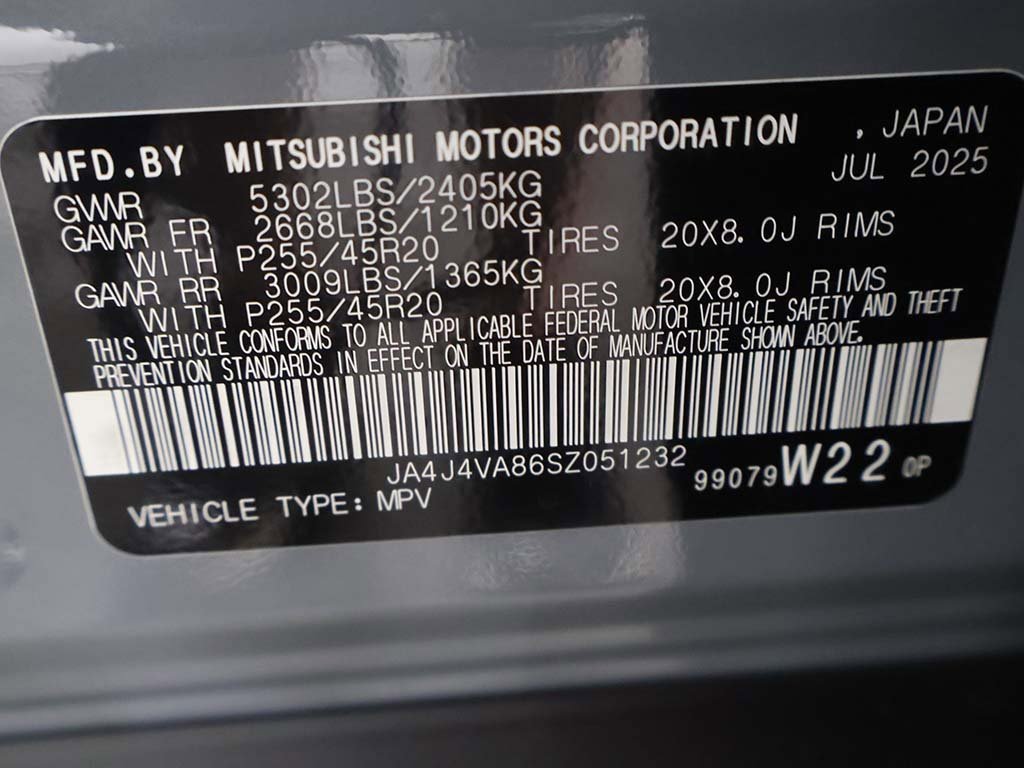 MFD.BY MITSUBISHI MOTORS CORPORATION , JAPAN
JUL 2025
GVWR 5302LBS/2405KG
GAWR FR 2668LBS/1210KG
WITH P255/45R20 TIRES 20X8.0J RIMS
GAWR RR 3009LBS/1365KG
WITH P255/45R20 TIRES 20X8.0J RIMS
THIS VEHICLE CONFORMS TO ALL APPLICABLE FEDERAL MOTOR VEHICLE SAFETY AND THEFT
PREVENTION STANDARDS IN EFFECT ON THE DATE OF MANUFACTURE SHOWN ABOVE.
JA4J4VA86SZ051232
99079 W22 0P
VEHICLE TYPE: MPV